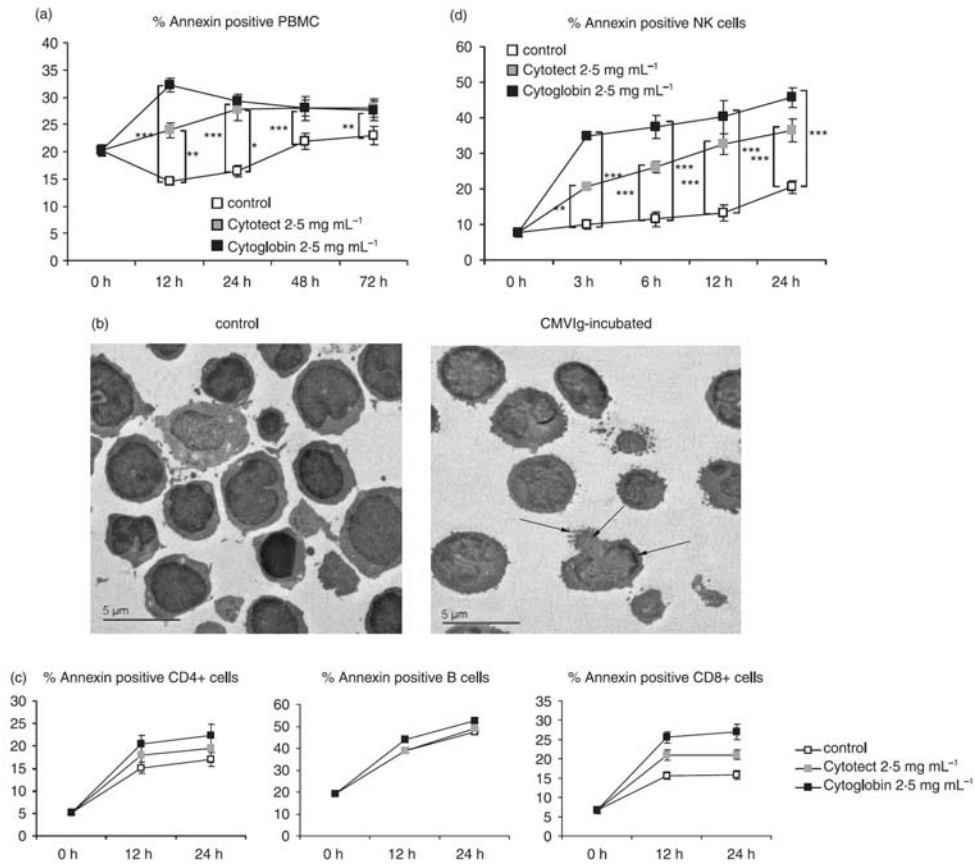 (a)
% Annexin positive PBMC
40
35
30
25
20
15
10
5
0
***
**
***
*
***
**
control
Cytotect 2·5 mg mL⁻¹
Cytoglobin 2·5 mg mL⁻¹
0 h 12 h 24 h 48 h 72 h
(d)
% Annexin positive NK cells
60
50
40
30
20
10
0
control
Cytotect 2·5 mg mL⁻¹
Cytoglobin 2·5 mg mL⁻¹
**
***
***
***
***
***
***
***
0 h 3 h 6 h 12 h 24 h
(b)
control
CMVIg-incubated
5 µm
5 µm
(c)
% Annexin positive CD4+ cells
30
25
20
15
10
5
0
0 h 12 h 24 h
% Annexin positive B cells
60
50
40
30
20
10
0
0 h 12 h 24 h
% Annexin positive CD8+ cells
35
30
25
20
15
10
5
0
0 h 12 h 24 h
control
Cytotect 2·5 mg mL⁻¹
Cytoglobin 2·5 mg mL⁻¹